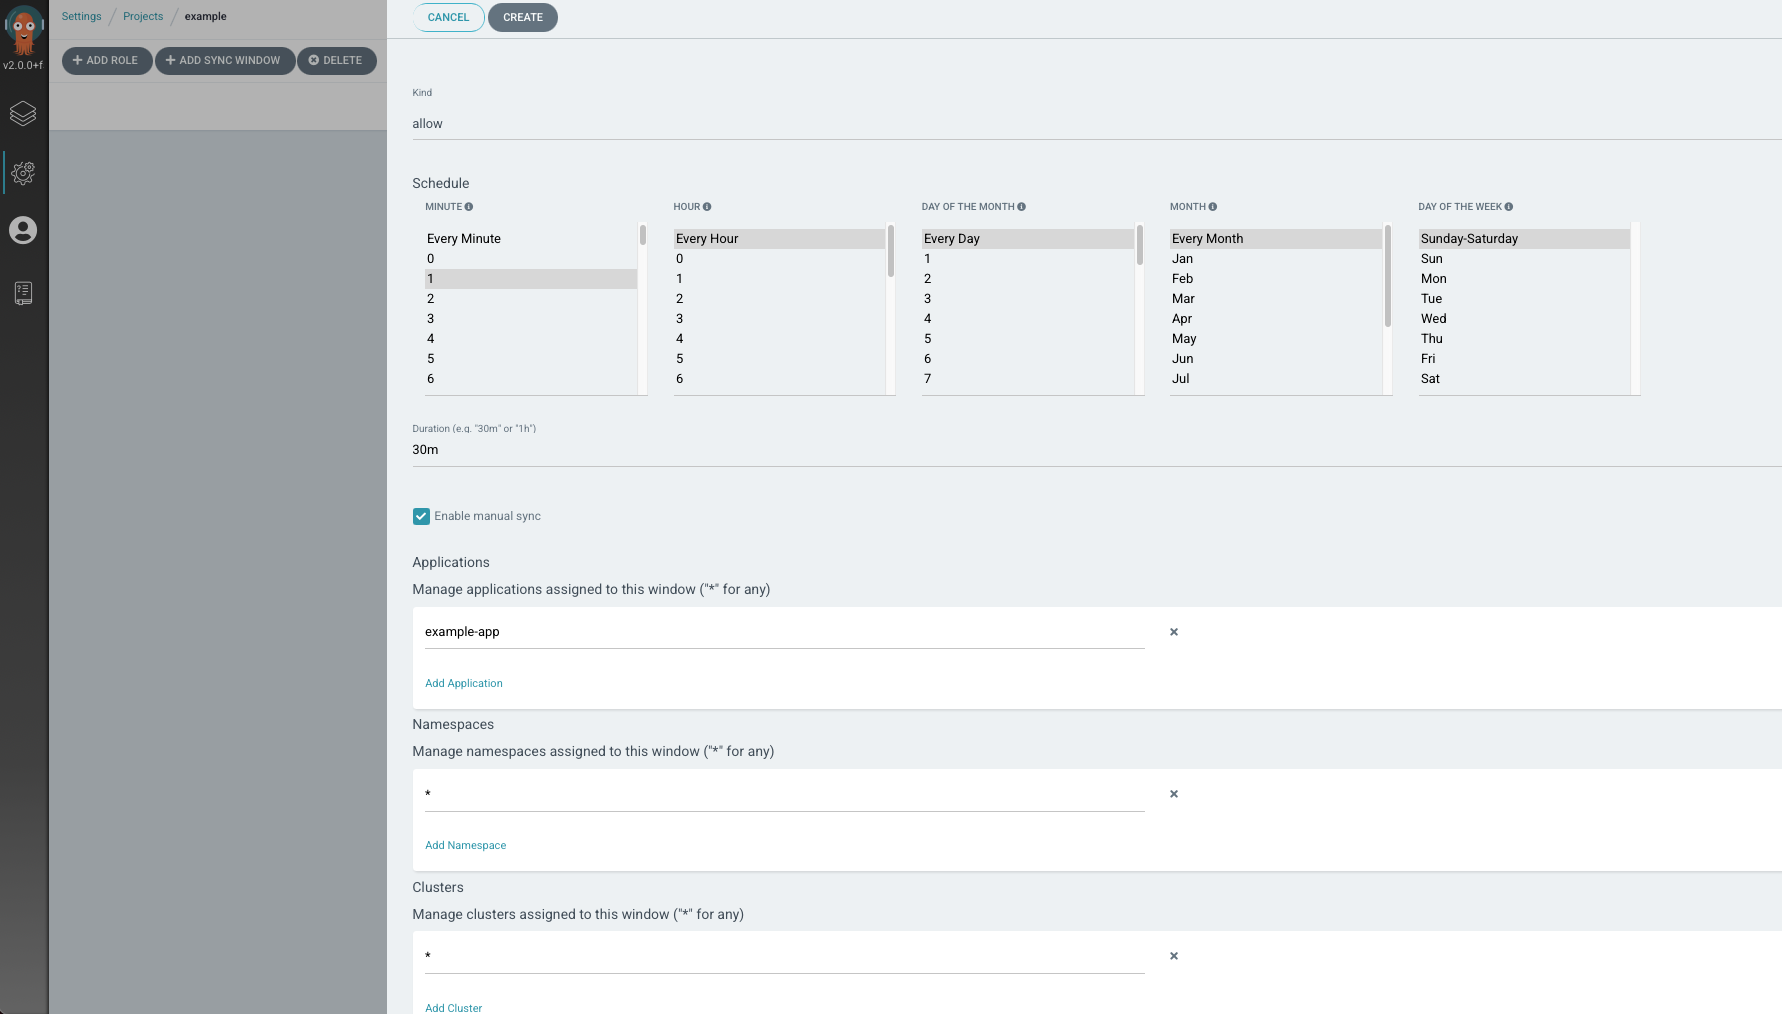 Settings / Projects / example
CANCEL CREATE
v2.0.0+f
ADD ROLE ADD SYNC WINDOW DELETE
Kind
allow
Schedule
MINUTE HOUR DAY OF THE MONTH MONTH DAY OF THE WEEK
Every Minute Every Hour Every Day Every Month Sunday-Saturday
0 0 1 Jan Sun
1 1 2 Feb Mon
2 2 3 Mar Tue
3 3 4 Apr Wed
4 4 5 May Thu
5 5 6 Jun Fri
6 6 7 Jul Sat
Duration (e.g. "30m" or "1h")
30m
Enable manual sync
Applications
Manage applications assigned to this window ("*" for any)
example-app
Add Application
Namespaces
Manage namespaces assigned to this window ("*" for any)
*
Add Namespace
Clusters
Manage clusters assigned to this window ("*" for any)
*
Add Cluster